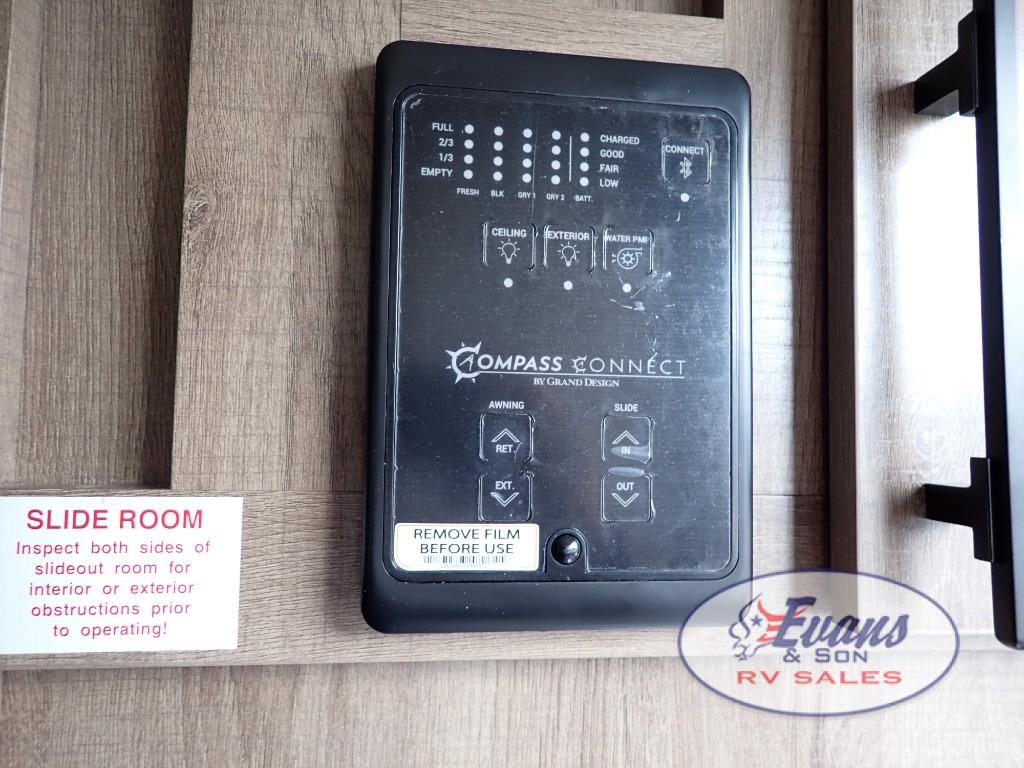 FULL
2/3
1/3
EMPTY
FRESH BLK GRY 1 GRY 2 BATT.
CHARGED
GOOD
FAIR
LOW
CONNECT
CEILING EXTERIOR WATER PMP
COMPASS CONNECT
BY GRAND DESIGN
AWNING SLIDE
RET. IN
EXT. OUT
REMOVE FILM
BEFORE USE
SLIDE ROOM
Inspect both sides of
slideout room for
interior or exterior
obstructions prior
to operating!
Evans
& SON
RV SALES